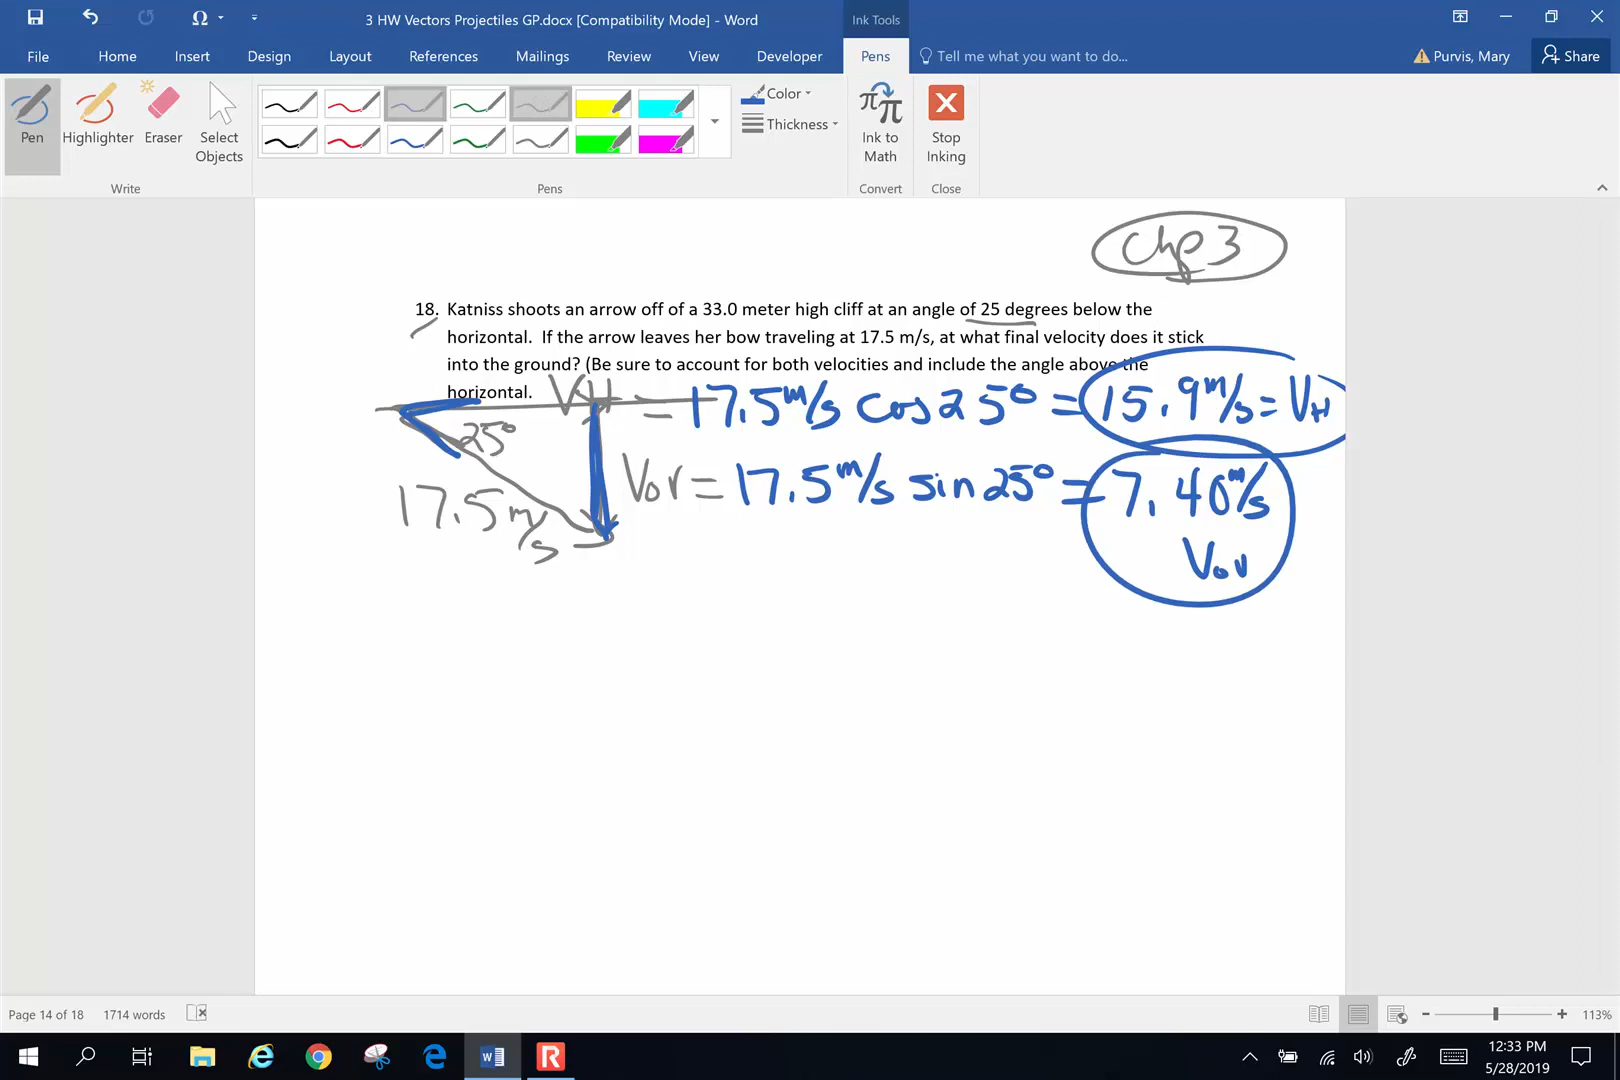 3 HW Vectors Projectiles GP.docx [Compatibility Mode] - Word
Ink Tools
File Home Insert Design Layout References Mailings Review View Developer Pens Tell me what you want to do... Purvis, Mary Share
Pen Highlighter Eraser Select Objects
Color
Thickness
Ink to Math
Stop Inking
Write Pens Convert Close
Chp 3
18. Katniss shoots an arrow off of a 33.0 meter high cliff at an angle of 25 degrees below the
horizontal. If the arrow leaves her bow traveling at 17.5 m/s, at what final velocity does it stick
into the ground? (Be sure to account for both velocities and include the angle above the
horizontal.
VH = 17.5 m/s cos 25° = 15.9 m/s = VH
25°
Vov = 17.5 m/s sin 25° = 7.40 m/s
17.5 m/s
Vov
Page 14 of 18 1714 words 113%
12:33 PM
5/28/2019